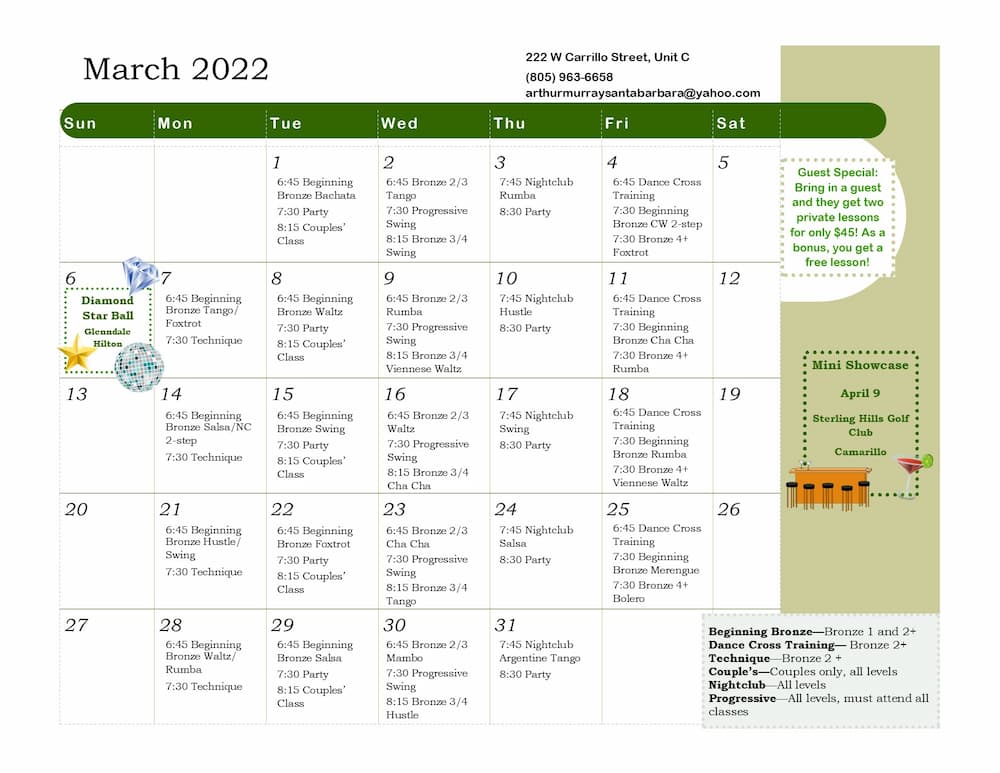 March 2022
222 W Carrillo Street, Unit C
(805) 963-6658
arthurmurraysantabarbara@yahoo.com
Sun Mon Tue Wed Thu Fri Sat
1
6:45 Beginning
Bronze Bachata
7:30 Party
8:15 Couples'
Class
2
6:45 Bronze 2/3
Tango
7:30 Progressive
Swing
8:15 Bronze 3/4
Swing
3
7:45 Nightclub
Rumba
8:30 Party
4
6:45 Dance Cross
Training
7:30 Beginning
Bronze CW 2-step
7:30 Bronze 4+
Foxtrot
5
Guest Special:
Bring in a guest
and they get two
private lessons
for only $45! As a
bonus, you get a
free lesson!
6
Diamond
Star Ball
Glenndale
Hilton
7
6:45 Beginning
Bronze Tango/
Foxtrot
7:30 Technique
8
6:45 Beginning
Bronze Waltz
7:30 Party
8:15 Couples'
Class
9
6:45 Bronze 2/3
Rumba
7:30 Progressive
Swing
8:15 Bronze 3/4
Viennese Waltz
10
7:45 Nightclub
Hustle
8:30 Party
11
6:45 Dance Cross
Training
7:30 Beginning
Bronze Cha Cha
7:30 Bronze 4+
Rumba
12
Mini Showcase
April 9
Sterling Hills Golf
Club
Camarillo
13
14
6:45 Beginning
Bronze Salsa/NC
2-step
7:30 Technique
15
6:45 Beginning
Bronze Swing
7:30 Party
8:15 Couples'
Class
16
6:45 Bronze 2/3
Waltz
7:30 Progressive
Swing
8:15 Bronze 3/4
Cha Cha
17
7:45 Nightclub
Swing
8:30 Party
18
6:45 Dance Cross
Training
7:30 Beginning
Bronze Rumba
7:30 Bronze 4+
Viennese Waltz
19
20
21
6:45 Beginning
Bronze Hustle/
Swing
7:30 Technique
22
6:45 Beginning
Bronze Foxtrot
7:30 Party
8:15 Couples'
Class
23
6:45 Bronze 2/3
Cha Cha
7:30 Progressive
Swing
8:15 Bronze 3/4
Tango
24
7:45 Nightclub
Salsa
8:30 Party
25
6:45 Dance Cross
Training
7:30 Beginning
Bronze Merengue
7:30 Bronze 4+
Bolero
26
27
28
6:45 Beginning
Bronze Waltz/
Rumba
7:30 Technique
29
6:45 Beginning
Bronze Salsa
7:30 Party
8:15 Couples'
Class
30
6:45 Bronze 2/3
Mambo
7:30 Progressive
Swing
8:15 Bronze 3/4
Hustle
31
7:45 Nightclub
Argentine Tango
8:30 Party
Beginning Bronze—Bronze 1 and 2+
Dance Cross Training— Bronze 2+
Technique—Bronze 2 +
Couple's—Couples only, all levels
Nightclub—All levels
Progressive—All levels, must attend all
classes